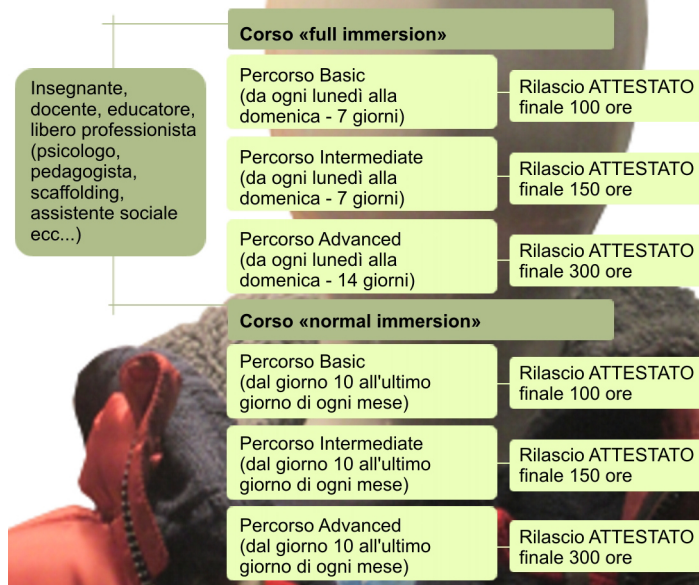 Corso «full immersion»
Insegnante,
docente, educatore,
libero professionista
(psicologo,
pedagogista,
scaffolding,
assistente sociale
ecc...)
Percorso Basic
(da ogni lunedì alla
domenica - 7 giorni)
Rilascio ATTESTATO
finale 100 ore
Percorso Intermediate
(da ogni lunedì alla
domenica - 7 giorni)
Rilascio ATTESTATO
finale 150 ore
Percorso Advanced
(da ogni lunedì alla
domenica - 14 giorni)
Rilascio ATTESTATO
finale 300 ore
Corso «normal immersion»
Percorso Basic
(dal giorno 10 all'ultimo
giorno di ogni mese)
Rilascio ATTESTATO
finale 100 ore
Percorso Intermediate
(dal giorno 10 all'ultimo
giorno di ogni mese)
Rilascio ATTESTATO
finale 150 ore
Percorso Advanced
(dal giorno 10 all'ultimo
giorno di ogni mese)
Rilascio ATTESTATO
finale 300 ore